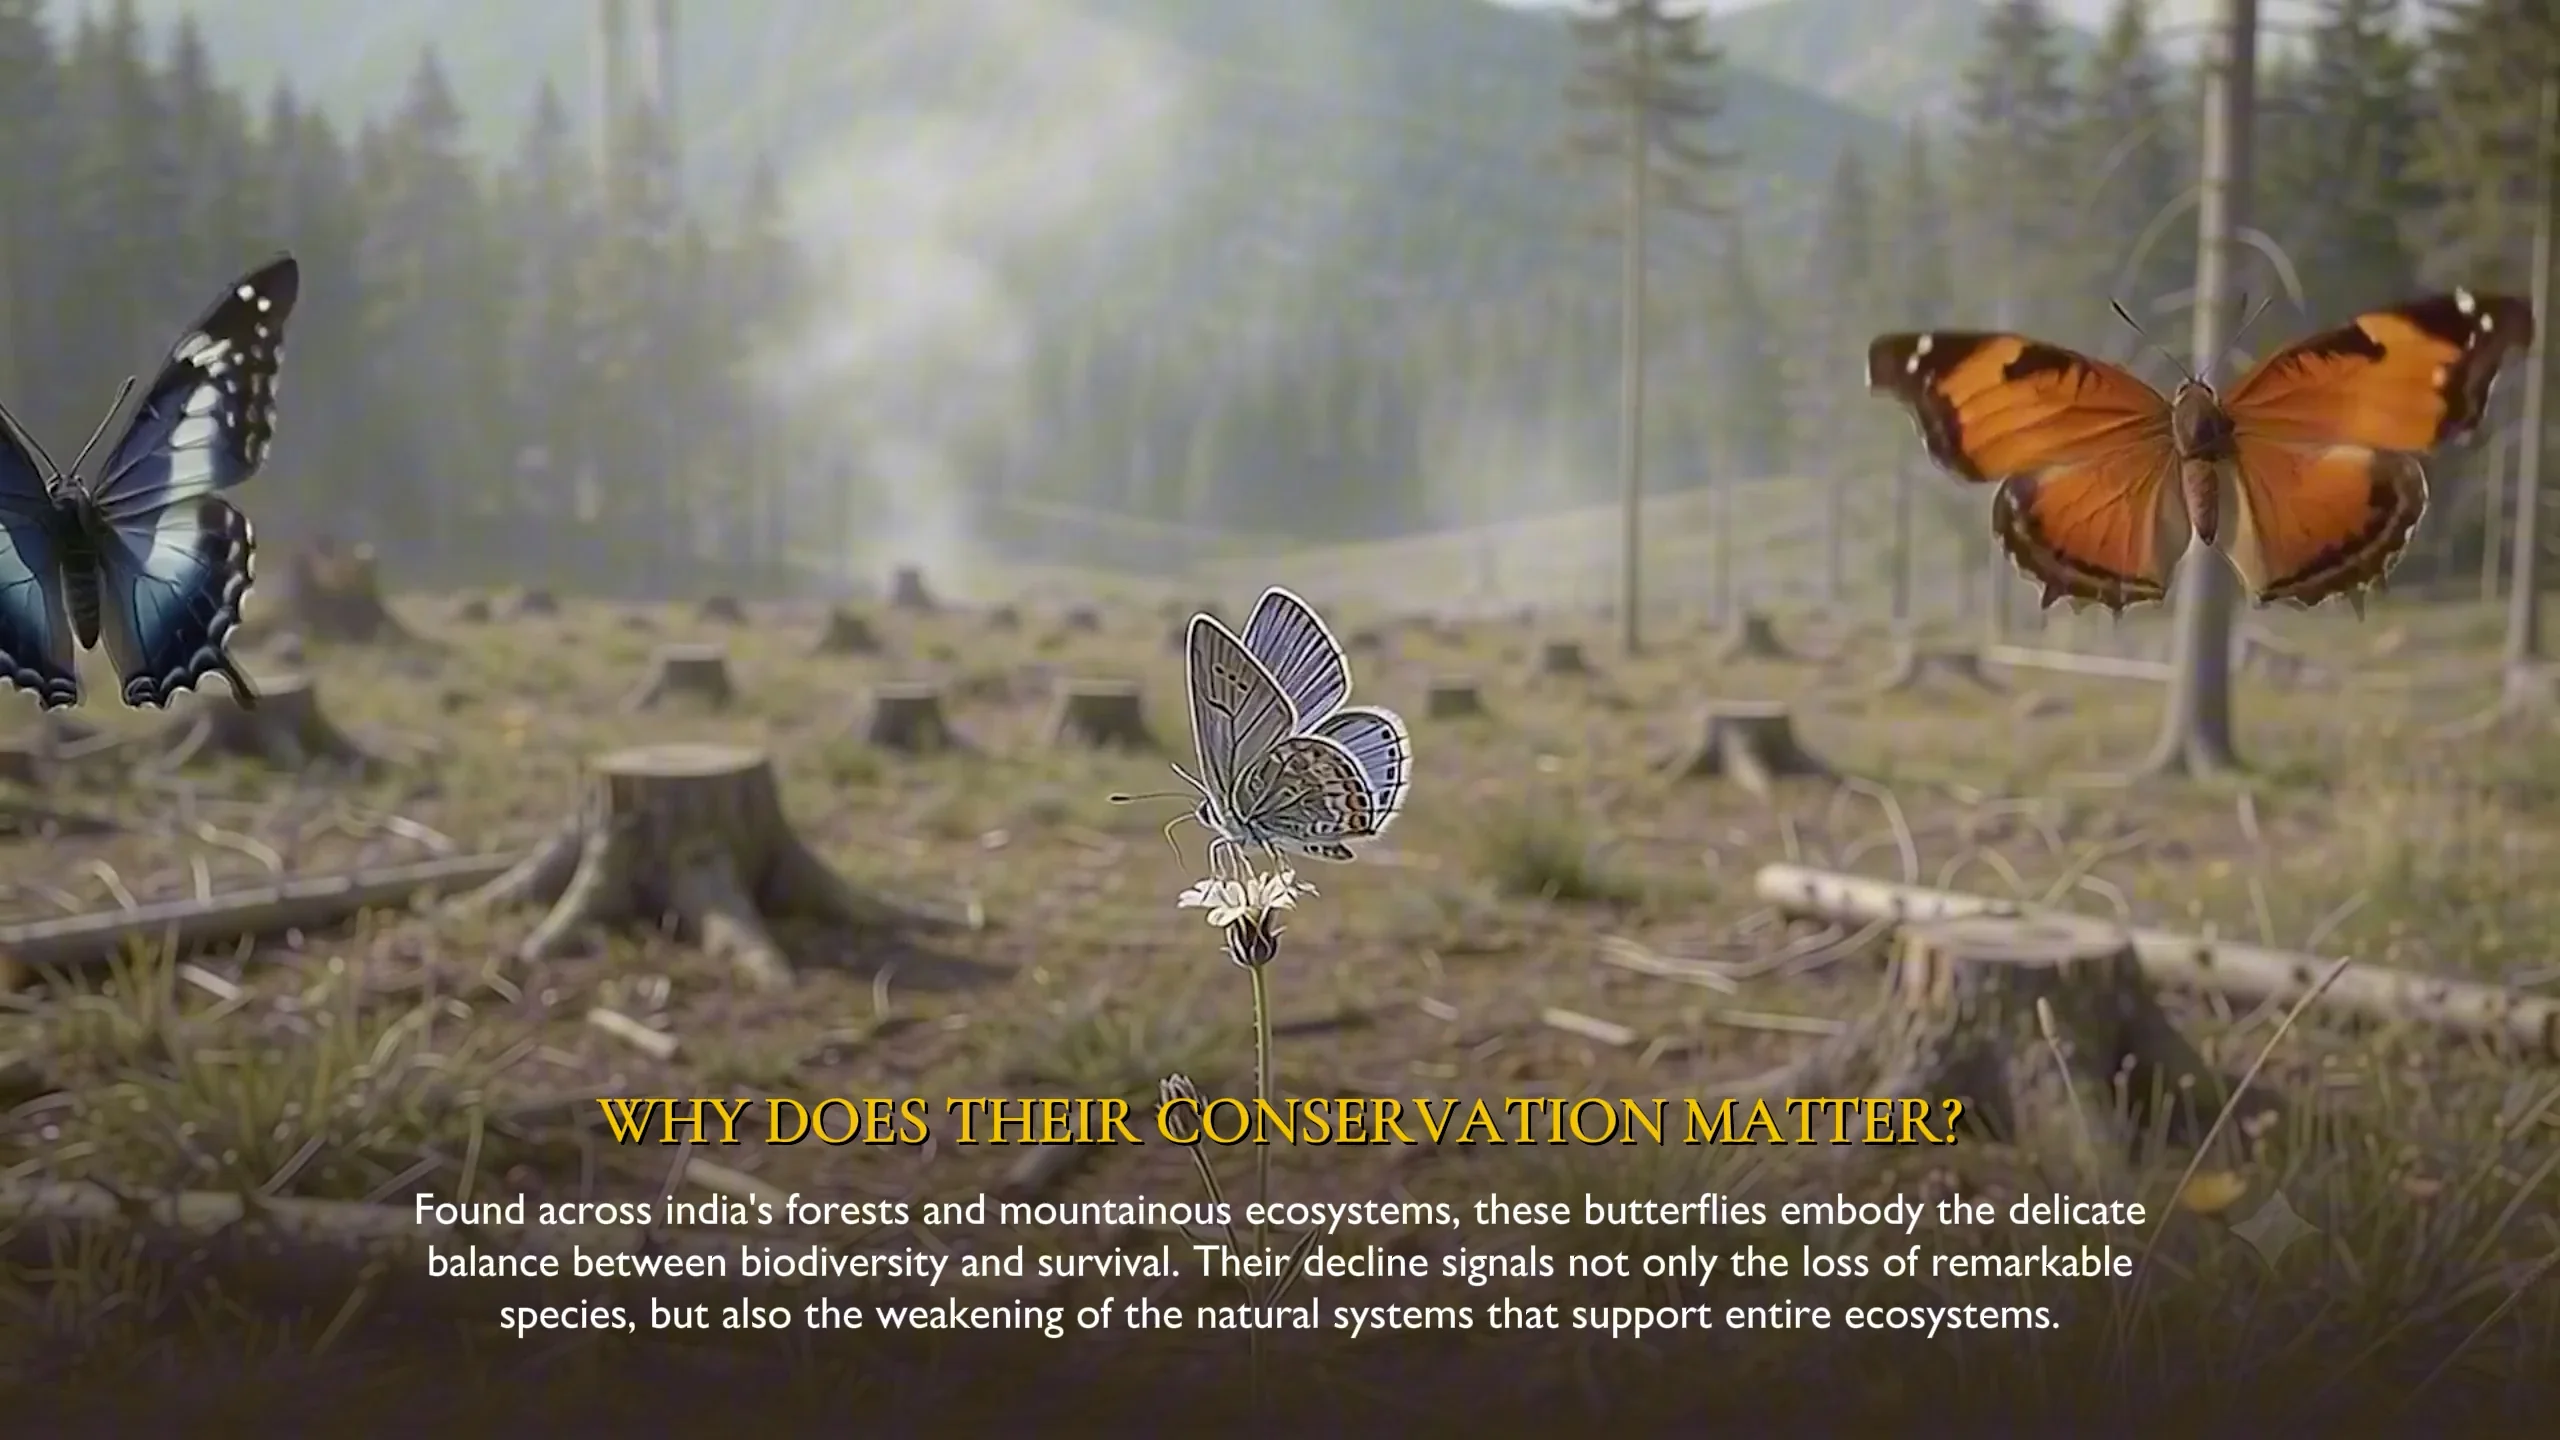 WHY DOES THEIR CONSERVATION MATTER?
Found across india's forests and mountainous ecosystems, these butterflies embody the delicate
balance between biodiversity and survival. Their decline signals not only the loss of remarkable
species, but also the weakening of the natural systems that support entire ecosystems.